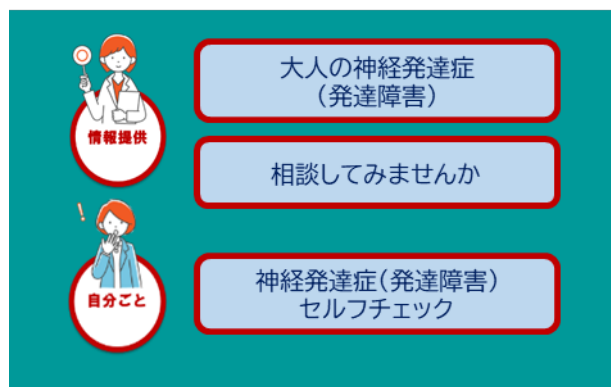 情報提供
大人の神経発達症
（発達障害）
相談してみませんか
!
自分ごと
神経発達症（発達障害）
セルフチェック